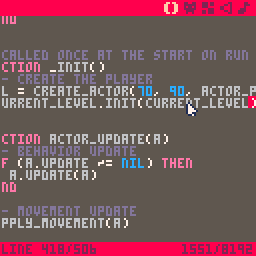 ND
CALLED ONCE AT THE START ON RUN
CTION _INIT()
- CREATE THE PLAYER
L = CREATE_ACTOR(70, 90, ACTOR_P
URRENT_LEVEL.INIT(CURRENT_LEVEL)
CTION ACTOR_UPDATE(A)
- BEHAVIOR UPDATE
F (A.UPDATE ~= NIL) THEN
A.UPDATE(A)
ND
- MOVEMENT UPDATE
PPLY_MOVEMENT(A)
LINE 418/506 1551/8192